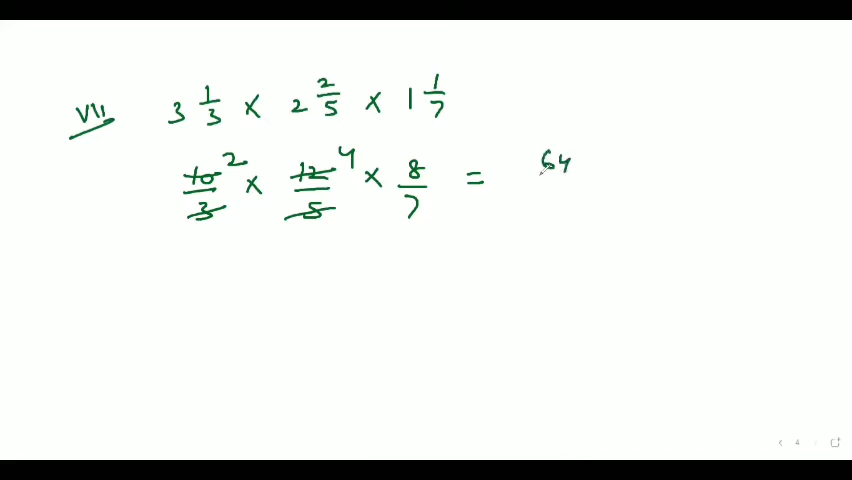 VII 3 1/3 × 2 2/5 × 1 1/7
10/3 2 × 12/5 4 × 8/7 = 64
4